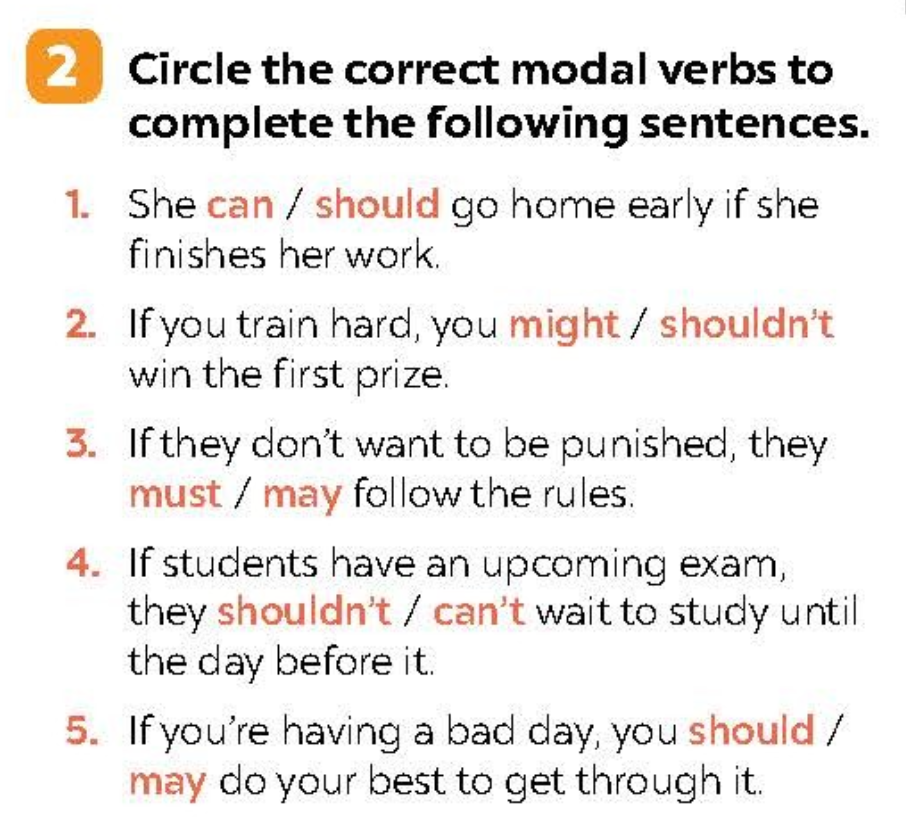 2 Circle the correct modal verbs to
complete the following sentences.
1. She can / should go home early if she
finishes her work.
2. If you train hard, you might / shouldn't
win the first prize.
3. If they don't want to be punished, they
must / may follow the rules.
4. If students have an upcoming exam,
they shouldn't / can't wait to study until
the day before it.
5. If you're having a bad day, you should /
may do your best to get through it.